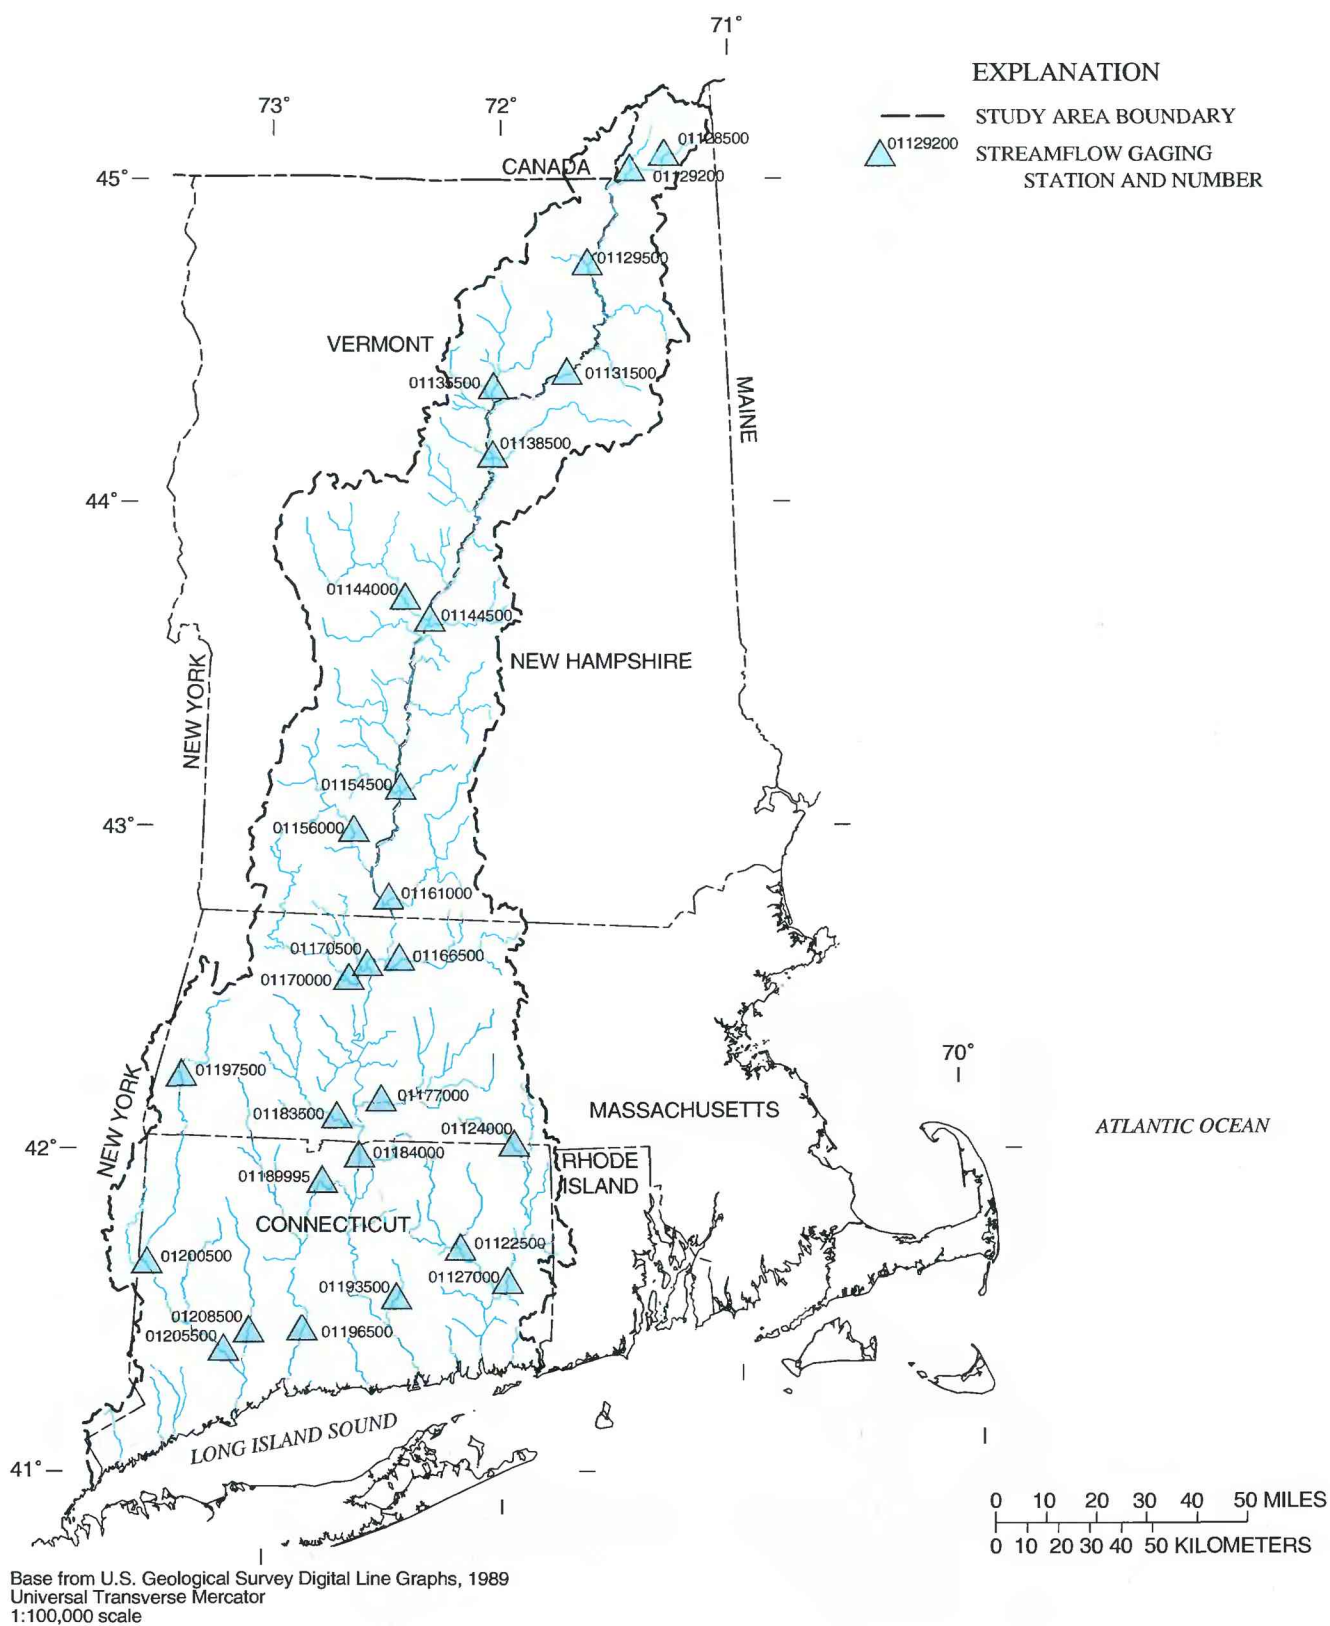 71°
EXPLANATION
STUDY AREA BOUNDARY
01129200
STREAMFLOW GAGING
STATION AND NUMBER
73°
72°
01128500
CANADA
01129200
45°
01129500
VERMONT
01131500
01135500
MAINE
01138500
44°
01144000
01144500
NEW HAMPSHIRE
NEW YORK
01154500
43°
01156000
01161000
01170500
01166500
01170000
70°
01197500
NEW YORK
01177000
01183500
MASSACHUSETTS
01124000
ATLANTIC OCEAN
42°
01184000
RHODE
ISLAND
01189995
CONNECTICUT
01122500
01200500
01127000
01193500
01208500
01205500
01196500
LONG ISLAND SOUND
41°
0 10 20 30 40 50 MILES
0 10 20 30 40 50 KILOMETERS
Base from U.S. Geological Survey Digital Line Graphs, 1989
Universal Transverse Mercator
1:100,000 scale